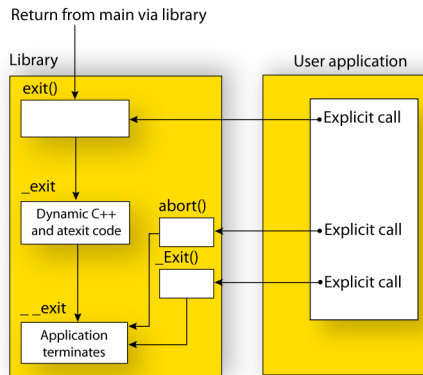 Return from main via library
Library
User application
exit()
Explicit call
_exit
Dynamic C++
and atexit code
abort()
Explicit call
_Exit()
Explicit call
_ _exit
Application
terminates